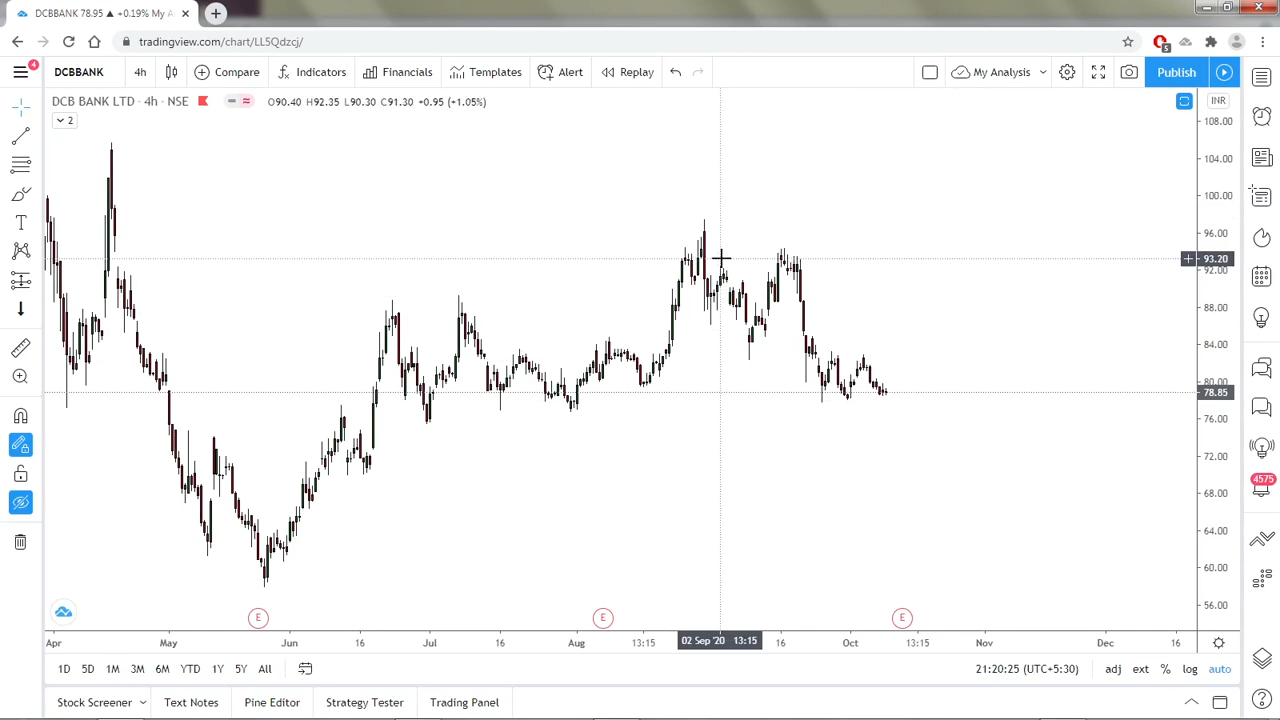 DCBBANK 78.95 ▲ +0.19% My A
tradingview.com/chart/LL5Qdzcj/
5
4
DCBBANK 4h Compare Indicators Financials Templates Alert Replay My Analysis Publish
DCB BANK LTD · 4h · NSE O90.40 H92.35 L90.30 C91.30 +0.95 (+1.05%)
INR
2
108.00
104.00
100.00
96.00
93.20
92.00
88.00
84.00
80.00
78.85
76.00
72.00
68.00
64.00
60.00
56.00
4575
E E E
Apr May Jun 16 Jul 16 Aug 13:15 02 Sep '20 13:15 16 Oct 13:15 Nov Dec 16
1D 5D 1M 3M 6M YTD 1Y 5Y All 21:20:25 (UTC+5:30) adj ext % log auto
Stock Screener Text Notes Pine Editor Strategy Tester Trading Panel